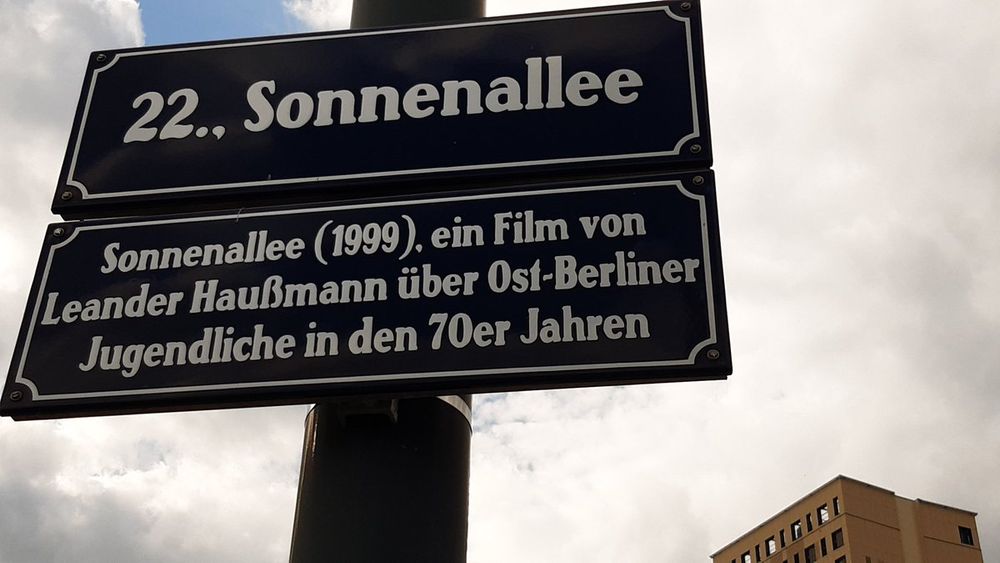 22., Sonnenallee
Sonnenallee (1999), ein Film von
Leander Haußmann über Ost-Berliner
Jugendliche in den 70er Jahren